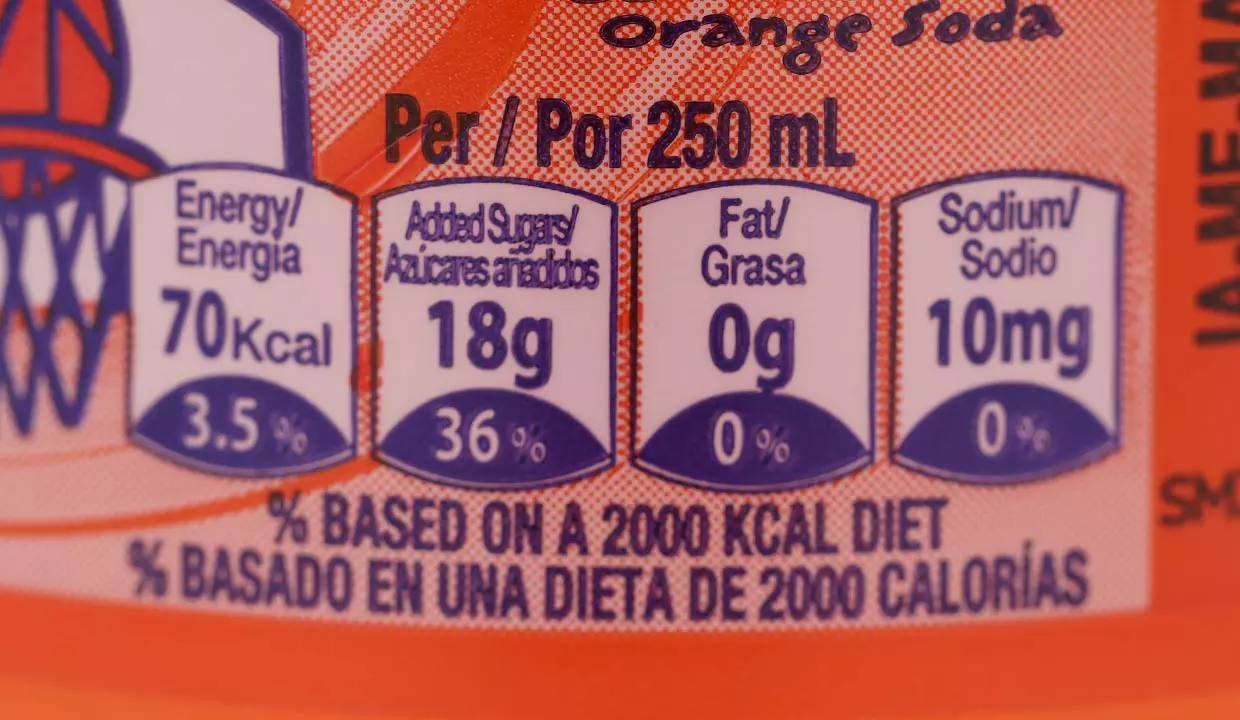 Orange Soda
Per / Por 250 mL
Energy/
Energía
70Kcal
3.5 %
Added Sugars/
Azúcares añadidos
18g
36 %
Fat/
Grasa
0g
0 %
Sodium/
Sodio
10mg
0 %
% BASED ON A 2000 KCAL DIET
% BASADO EN UNA DIETA DE 2000 CALORÍAS